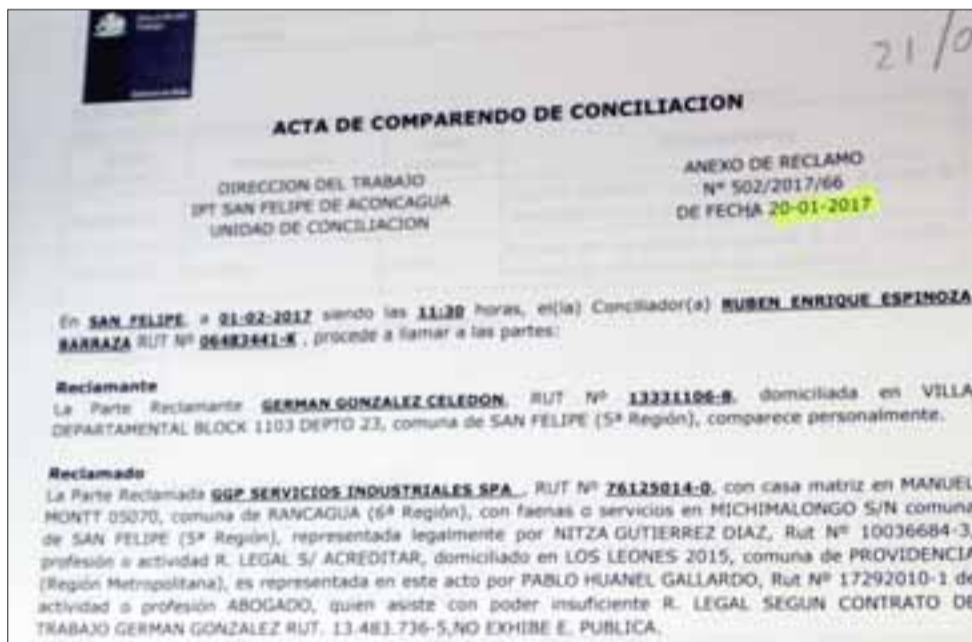 21/0
ACTA DE COMPARENDO DE CONCILIACION
DIRECCION DEL TRABAJO
IPT SAN FELIPE DE ACONCAGUA
UNIDAD DE CONCILIACION
ANEXO DE RECLAMO
Nº 502/2017/66
DE FECHA 20-01-2017
En SAN FELIPE, a 01-02-2017 siendo las 11:30 horas, el(la) Conciliador(a) RUBEN ENRIQUE ESPINOZA
BARRAZA RUT Nº 06483441-K , procede a llamar a las partes:
Reclamante
La Parte Reclamante GERMAN GONZALEZ CELEDON, RUT Nº 13331106-8, domiciliada en VILLA
DEPARTAMENTAL BLOCK 1103 DEPTO 23, comuna de SAN FELIPE (5ª Región), comparece personalmente.
Reclamado
La Parte Reclamada GGP SERVICIOS INDUSTRIALES SPA , RUT Nº 76125014-0, con casa matriz en MANUEL
MONTT 05070, comuna de RANCAGUA (6ª Región), con faenas o servicios en MICHIMALONGO S/N comuna
de SAN FELIPE (5ª Región), representada legalmente por NITZA GUTIERREZ DIAZ, Rut Nº 10036684-3,
profesión o actividad R. LEGAL S/ ACREDITAR, domiciliado en LOS LEONES 2015, comuna de PROVIDENCIA
(Región Metropolitana), es representada en este acto por PABLO HUANEL GALLARDO, Rut Nº 17292010-1 de
actividad o profesión ABOGADO, quien asiste con poder insuficiente R. LEGAL SEGUN CONTRATO DE
TRABAJO GERMAN GONZALEZ RUT. 13.483.736-5,NO EXHIBE E. PUBLICA.